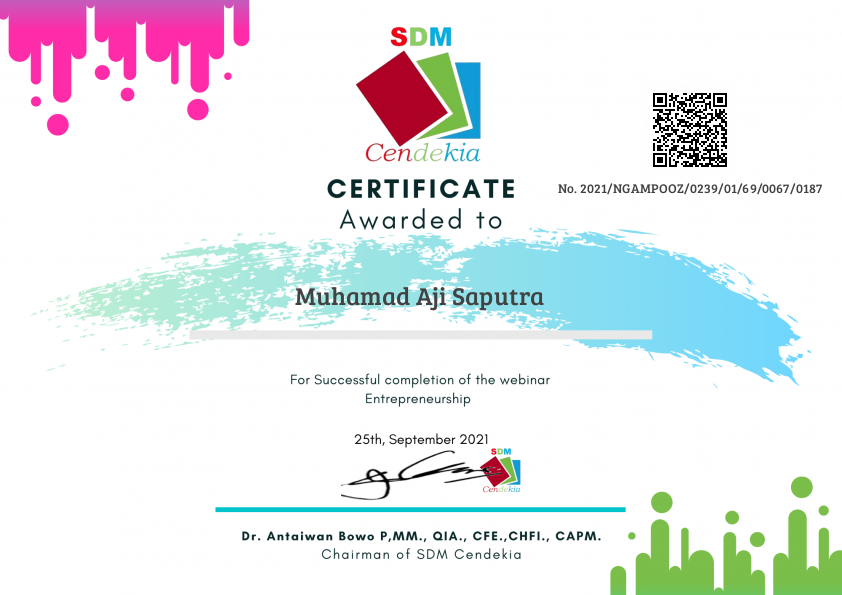 SDM
Cendekia
No. 2021/NGAMPOOZ/0239/01/69/0067/0187
CERTIFICATE
Awarded to
Muhamad Aji Saputra
For Successful completion of the webinar
Entrepreneurship
25th, September 2021
SDM
Cendekia
Dr. Antaiwan Bowo P,MM., QIA., CFE.,CHFI., CAPM.
Chairman of SDM Cendekia